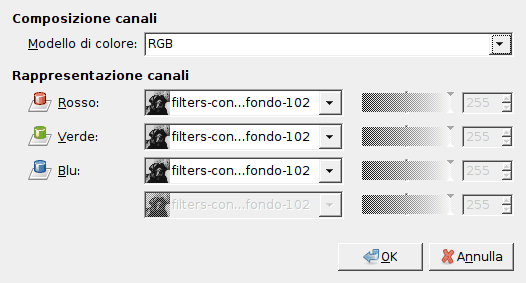 Composizione canali
Modello di colore: RGB
Rappresentazione canali
Rosso: filters-con...fondo-102 255
Verde: filters-con...fondo-102 255
Blu: filters-con...fondo-102 255
filters-con...fondo-102 255
OK Annulla